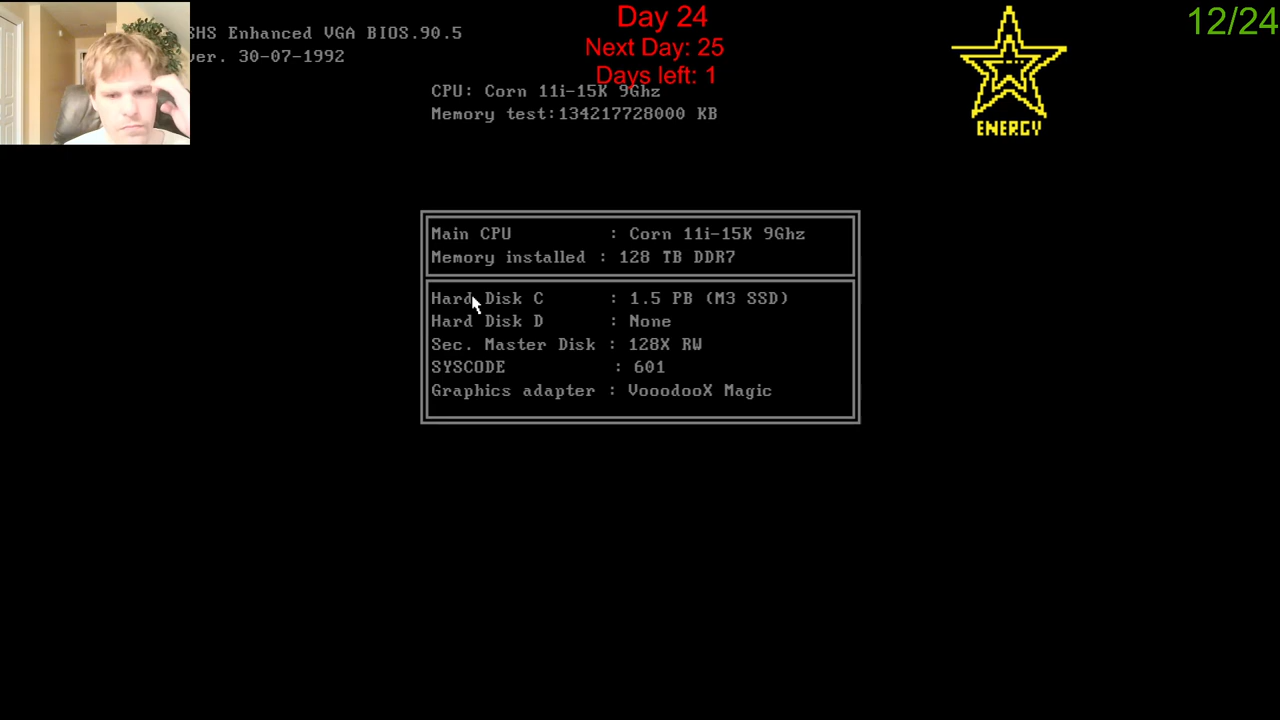 SHS Enhanced VGA BIOS.90.5
ver. 30-07-1992
Day 24
Next Day: 25
Days left: 1
12/24
ENERGY
CPU: Corn 11i-15K 9Ghz
Memory test:134217728000 KB
Main CPU : Corn 11i-15K 9Ghz
Memory installed : 128 TB DDR7
Hard Disk C : 1.5 PB (M3 SSD)
Hard Disk D : None
Sec. Master Disk : 128X RW
SYSCODE : 601
Graphics adapter : VooodooX Magic